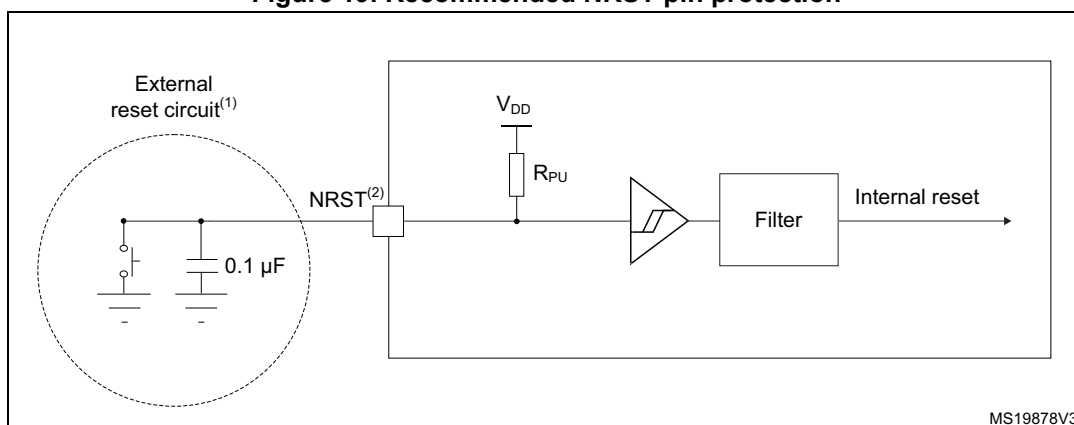 Figure 19. Recommended NRST pin protection
External
reset circuit(1)
VDD
RPU
NRST(2)
0.1 μF
Filter
Internal reset
MS19878V3